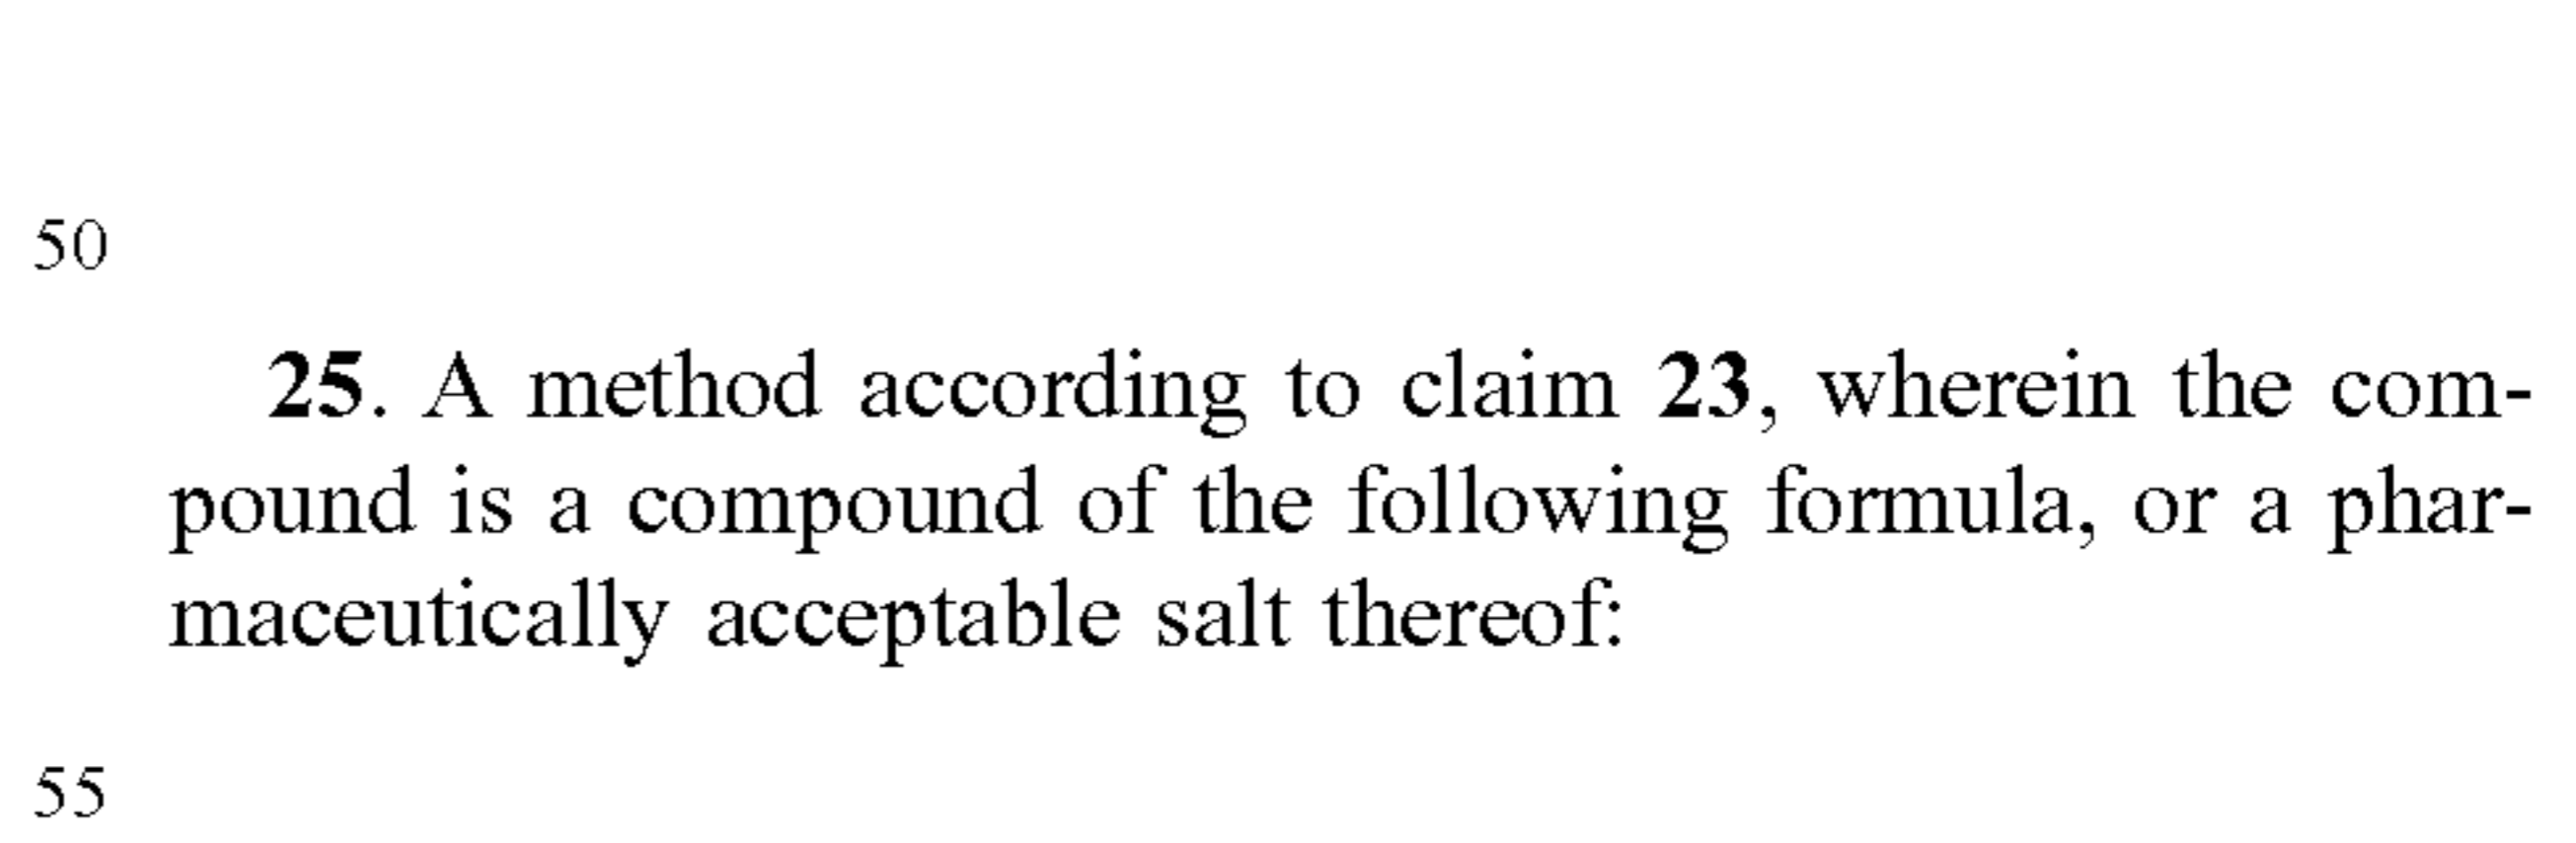 50
25. A method according to claim 23, wherein the com-
pound is a compound of the following formula, or a phar-
maceutically acceptable salt thereof:
55